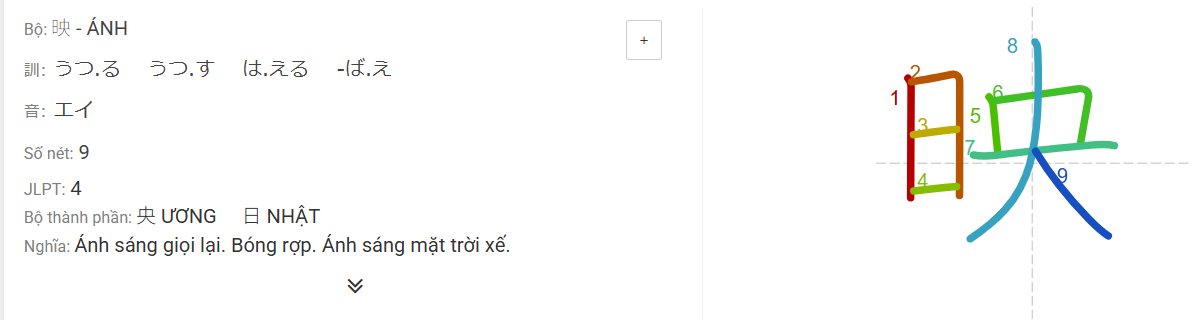 Bộ: 映 - ÁNH
+
訓: うつ.る うつ.す は.える -ば.え
音: エイ
Số nét: 9
JLPT: 4
Bộ thành phần: 央 ƯƠNG 日 NHẬT
Nghĩa: Ánh sáng giọi lại. Bóng rợp. Ánh sáng mặt trời xế.
映
1
2
3
4
5
6
7
8
9